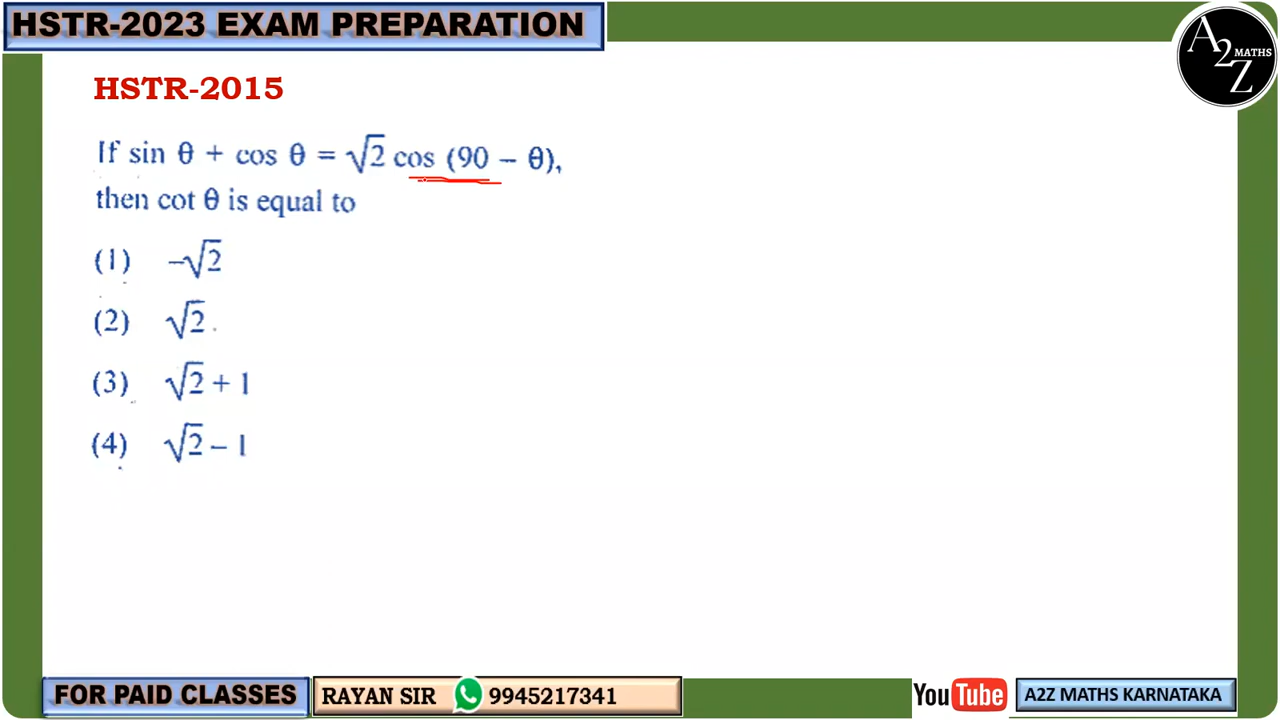 HSTR-2023 EXAM PREPARATION
A2Z MATHS
HSTR-2015
If sin θ + cos θ = √2 cos (90 – θ),
then cot θ is equal to
(1) –√2
(2) √2
(3) √2 + 1
(4) √2 – 1
FOR PAID CLASSES
RAYAN SIR 9945217341
YouTube
A2Z MATHS KARNATAKA